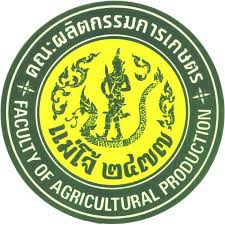 คณะผลิตกรรมการเกษตร
แม่โจ้ ๒๔๗๗
FACULTY OF AGRICULTURAL PRODUCTION